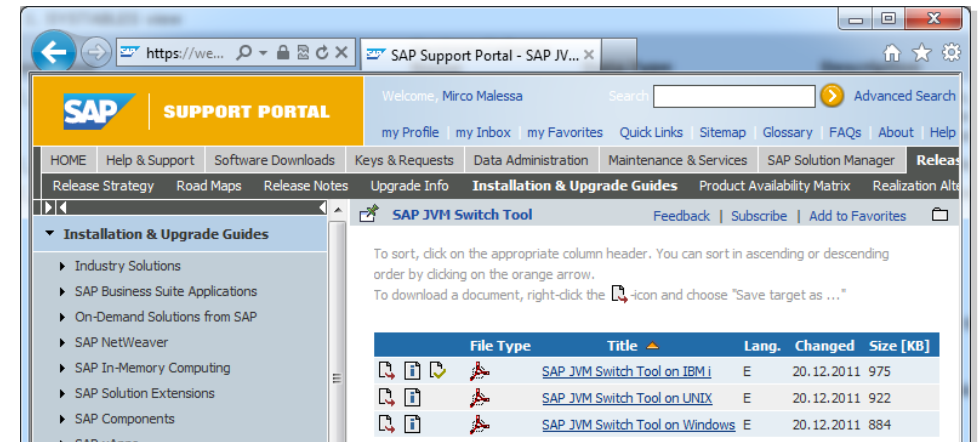 https://we...
SAP Support Portal - SAP JV...
SAP
SUPPORT PORTAL
Welcome, Mirco Malessa
Search
Advanced Search
my Profile my Inbox my Favorites Quick Links Sitemap Glossary FAQs About Help
HOME Help & Support Software Downloads Keys & Requests Data Administration Maintenance & Services SAP Solution Manager Releas
Release Strategy Road Maps Release Notes Upgrade Info Installation & Upgrade Guides Product Availability Matrix Realization Alte
Installation & Upgrade Guides
Industry Solutions
SAP Business Suite Applications
On-Demand Solutions from SAP
SAP NetWeaver
SAP In-Memory Computing
SAP Solution Extensions
SAP Components
SAP JVM Switch Tool
Feedback | Subscribe | Add to Favorites
To sort, click on the appropriate column header. You can sort in ascending or descending
order by clicking on the orange arrow.
To download a document, right-click the -icon and choose "Save target as ..."
File Type Title Lang. Changed Size [KB]
SAP JVM Switch Tool on IBM i E 20.12.2011 975
SAP JVM Switch Tool on UNIX E 20.12.2011 922
SAP JVM Switch Tool on Windows E 20.12.2011 884